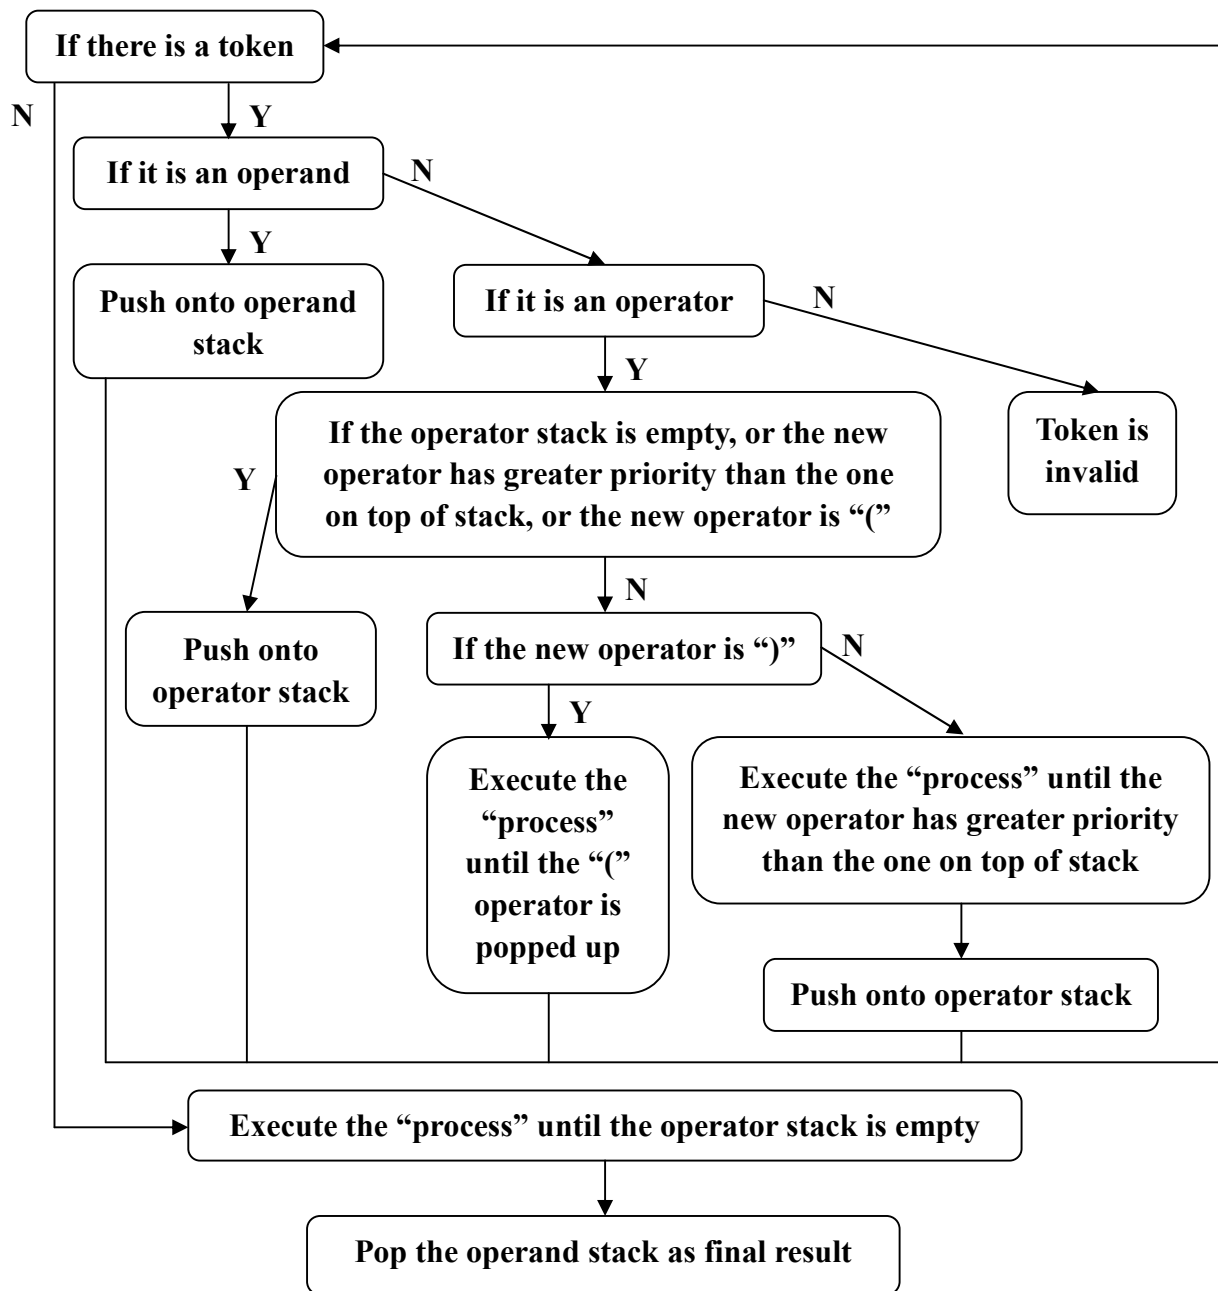 If there is a token
N
Y
If it is an operand
N
Y
Push onto operand
stack
If it is an operator
N
Y
Token is
invalid
If the operator stack is empty, or the new
operator has greater priority than the one
on top of stack, or the new operator is “(”
Y
N
Push onto
operator stack
If the new operator is “)”
N
Y
Execute the
“process”
until the “(”
operator is
popped up
Execute the “process” until the
new operator has greater priority
than the one on top of stack
Push onto operator stack
Execute the “process” until the operator stack is empty
Pop the operand stack as final result